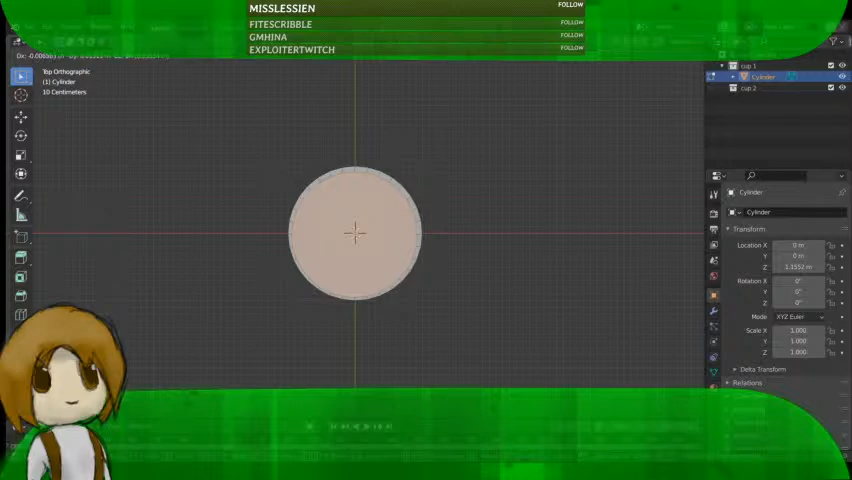 MISSLESSIEN FOLLOW
FITESCRIBBLE FOLLOW
GMHINA FOLLOW
EXPLOITERTWITCH FOLLOW
Top Orthographic
(1) Cylinder
10 Centimeters
cup 1
Cylinder
cup 2
Cylinder
Cylinder
Transform
Location X 0 m
Y 0 m
Z 1.1552 m
Rotation X 0°
Y 0°
Z 0°
Mode XYZ Euler
Scale X 1.000
Y 1.000
Z 1.000
Delta Transform
Relations